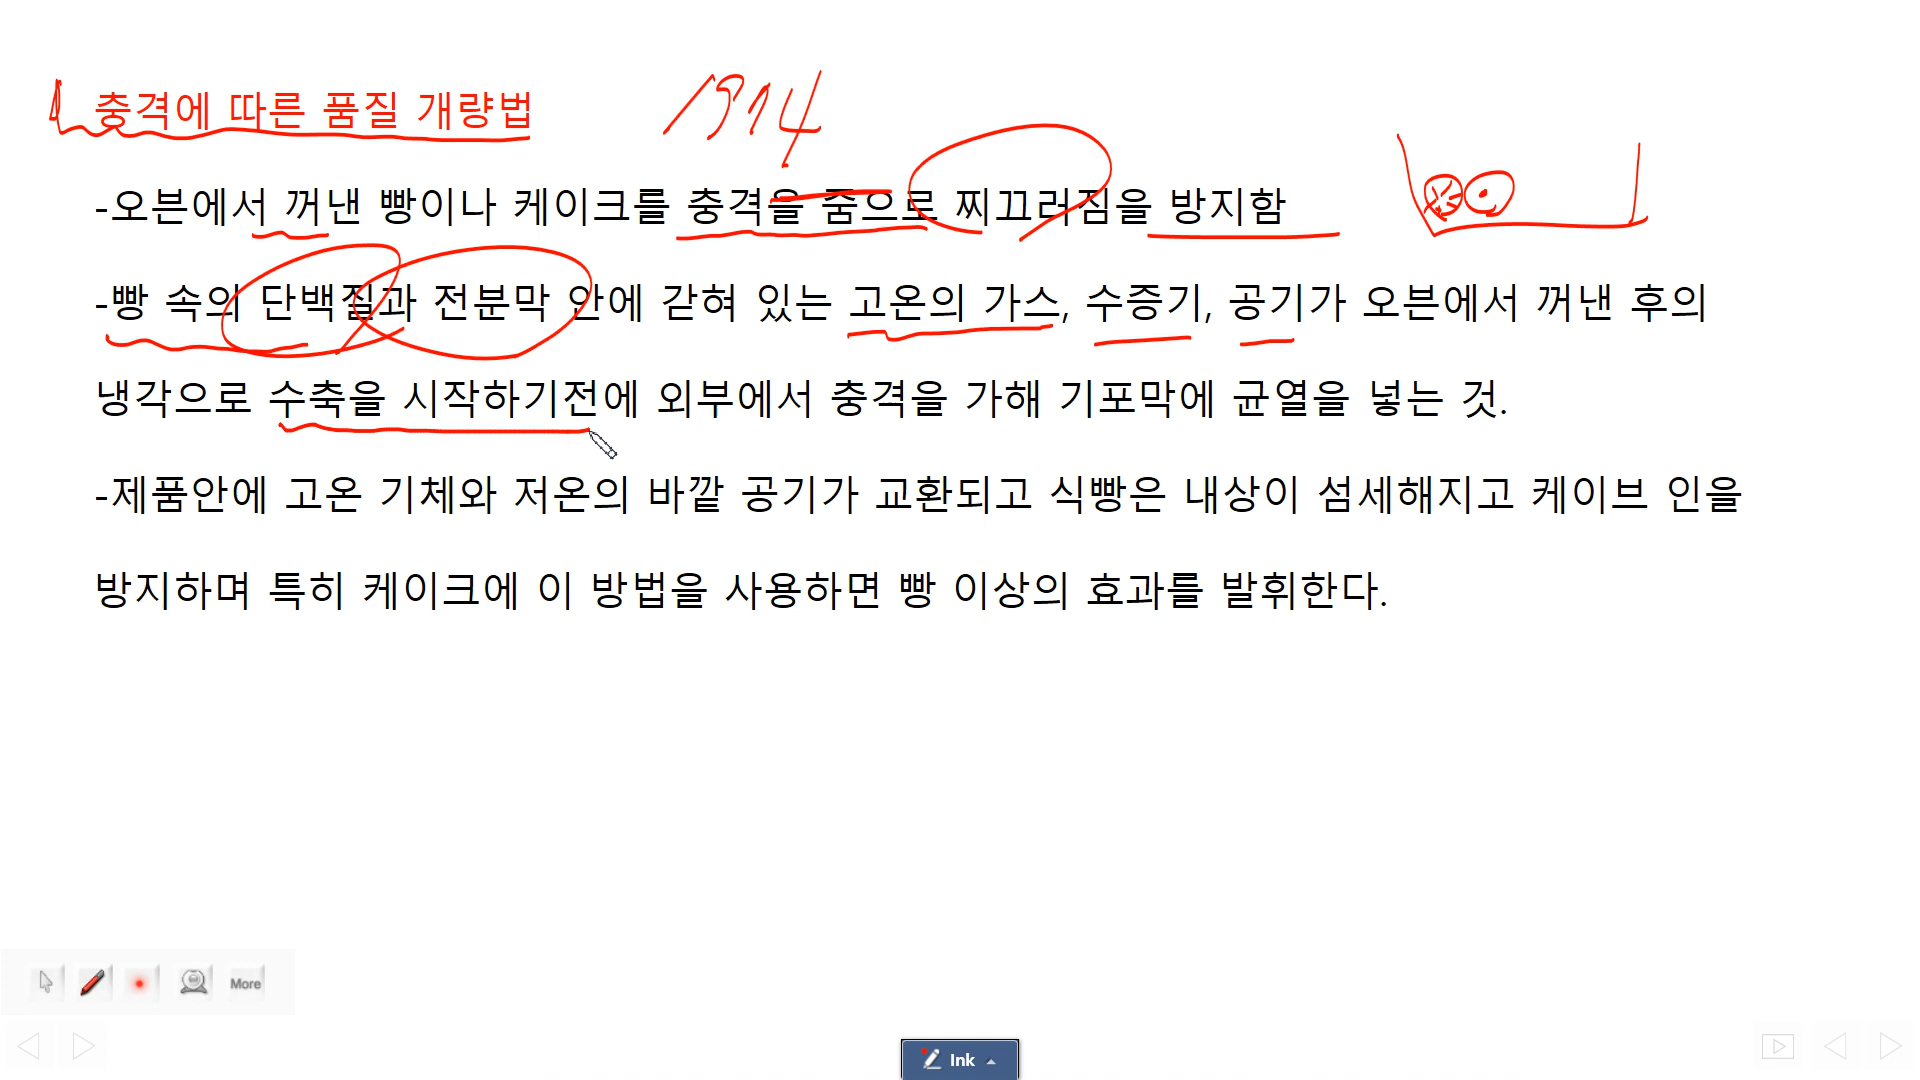 충격에 따른 품질 개량법
1974
-오븐에서 꺼낸 빵이나 케이크를 충격을 줌으로 찌끄러짐을 방지함
-빵 속의 단백질과 전분막 안에 갇혀 있는 고온의 가스, 수증기, 공기가 오븐에서 꺼낸 후의
냉각으로 수축을 시작하기전에 외부에서 충격을 가해 기포막에 균열을 넣는 것.
-제품안에 고온 기체와 저온의 바깥 공기가 교환되고 식빵은 내상이 섬세해지고 케이브 인을
방지하며 특히 케이크에 이 방법을 사용하면 빵 이상의 효과를 발휘한다.
More
Ink